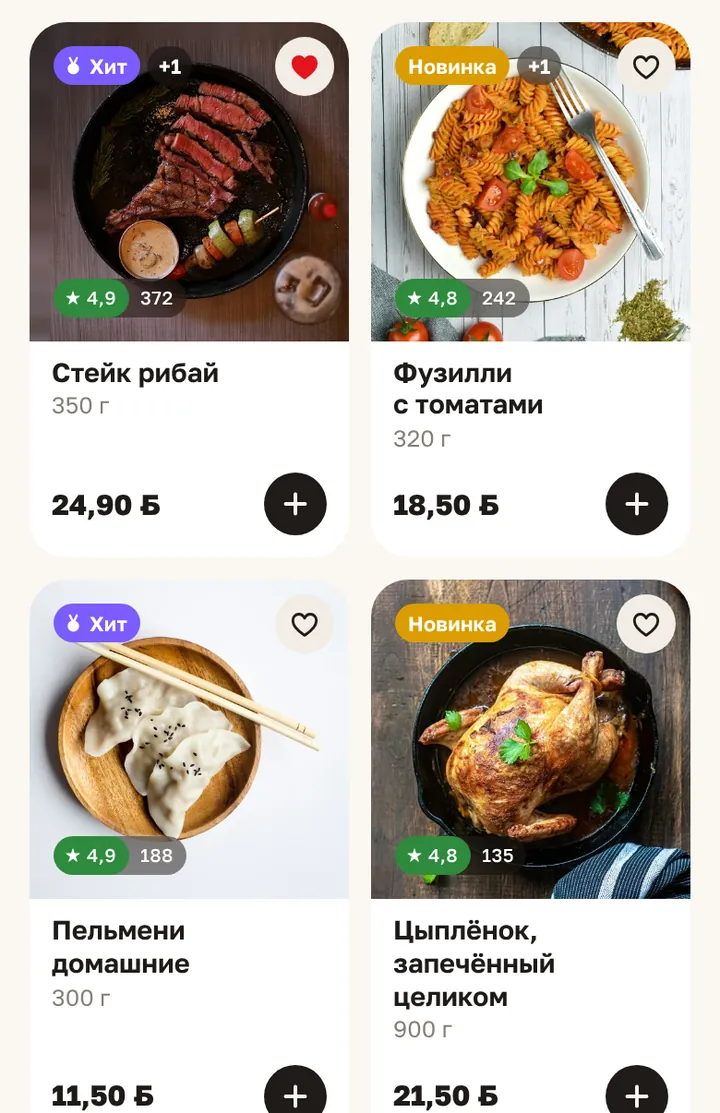 Хит +1
Новинка +1
★ 4,9 372
★ 4,8 242
Стейк рибай
350 г
Фузилли
с томатами
320 г
24,90 Б
18,50 Б
Хит
Новинка
★ 4,9 188
★ 4,8 135
Пельмени
домашние
300 г
Цыплёнок,
запечённый
целиком
900 г
11,50 Б
21,50 Б